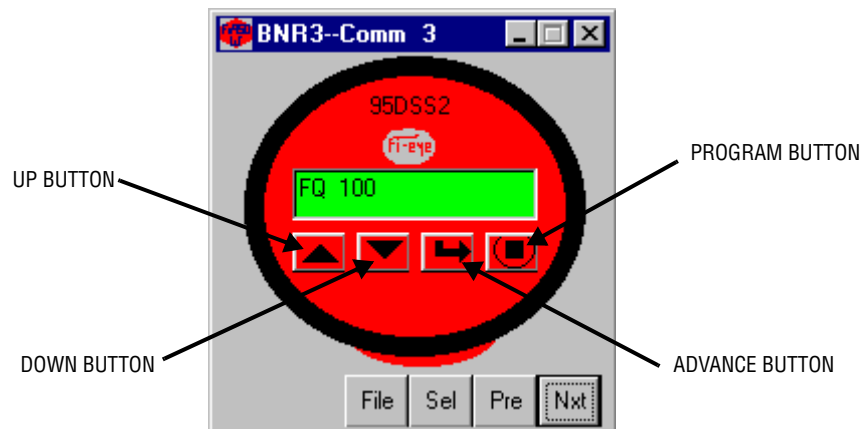 BNR3--Comm 3
95DSS2
Fi-eye
PROGRAM BUTTON
UP BUTTON
FQ 100
DOWN BUTTON
ADVANCE BUTTON
File Sel Pre Nxt